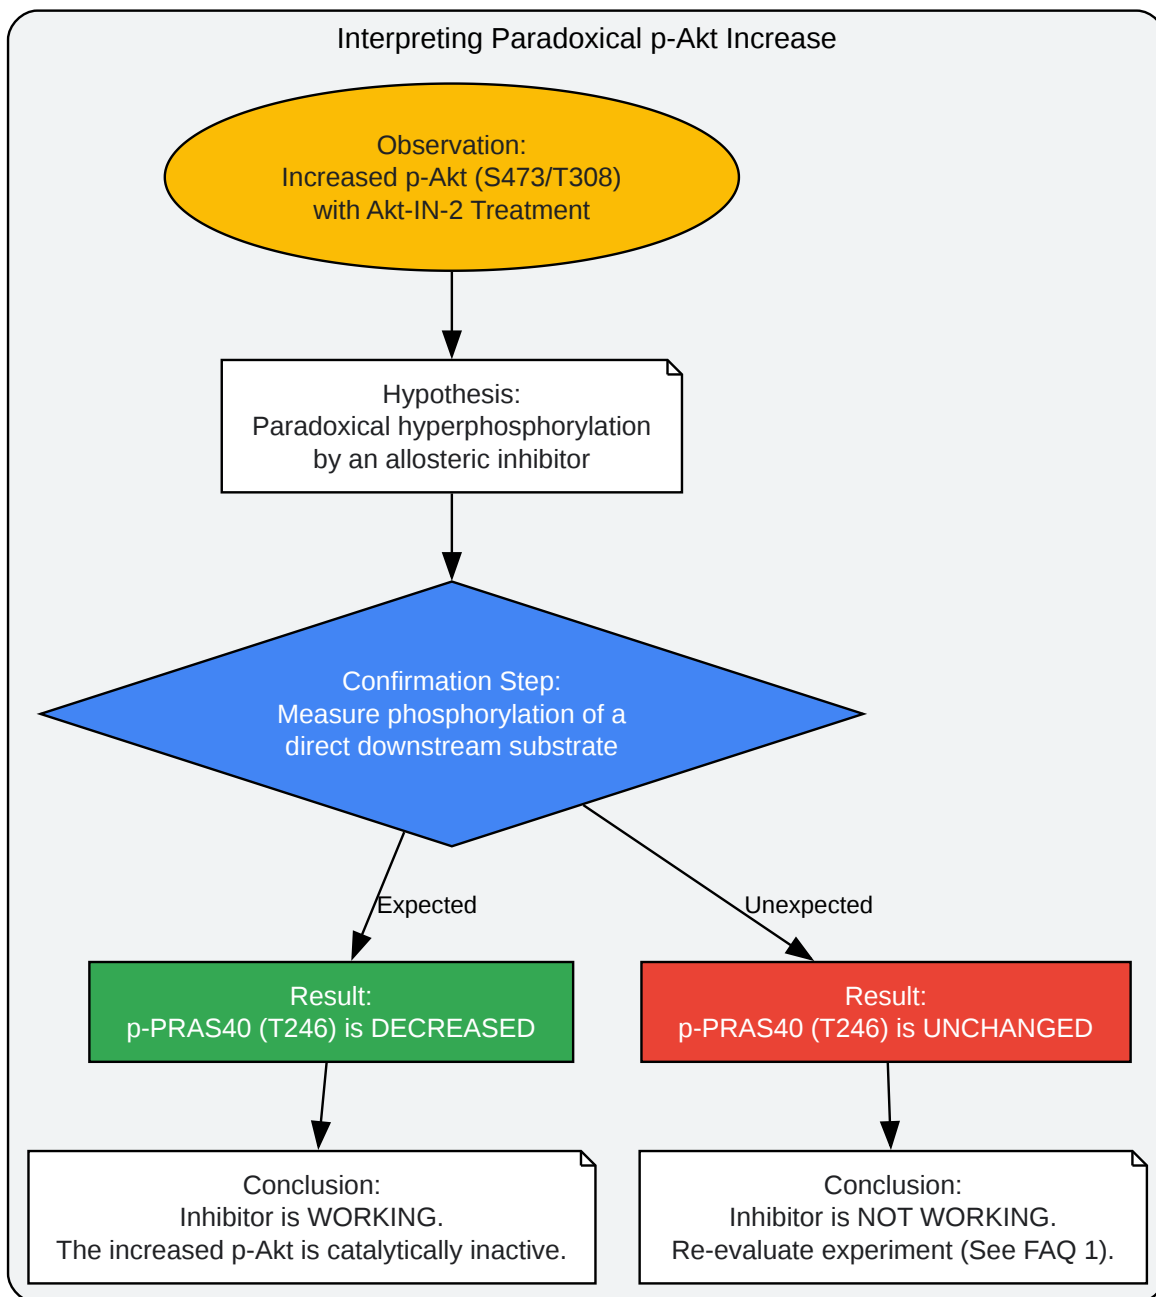 Interpreting Paradoxical p-Akt Increase
Observation:
Increased p-Akt (S473/T308)
with Akt-IN-2 Treatment
Hypothesis:
Paradoxical hyperphosphorylation
by an allosteric inhibitor
Confirmation Step:
Measure phosphorylation of a
direct downstream substrate
Expected
Unexpected
Result:
p-PRAS40 (T246) is DECREASED
Result:
p-PRAS40 (T246) is UNCHANGED
Conclusion:
Inhibitor is WORKING.
The increased p-Akt is catalytically inactive.
Conclusion:
Inhibitor is NOT WORKING.
Re-evaluate experiment (See FAQ 1).